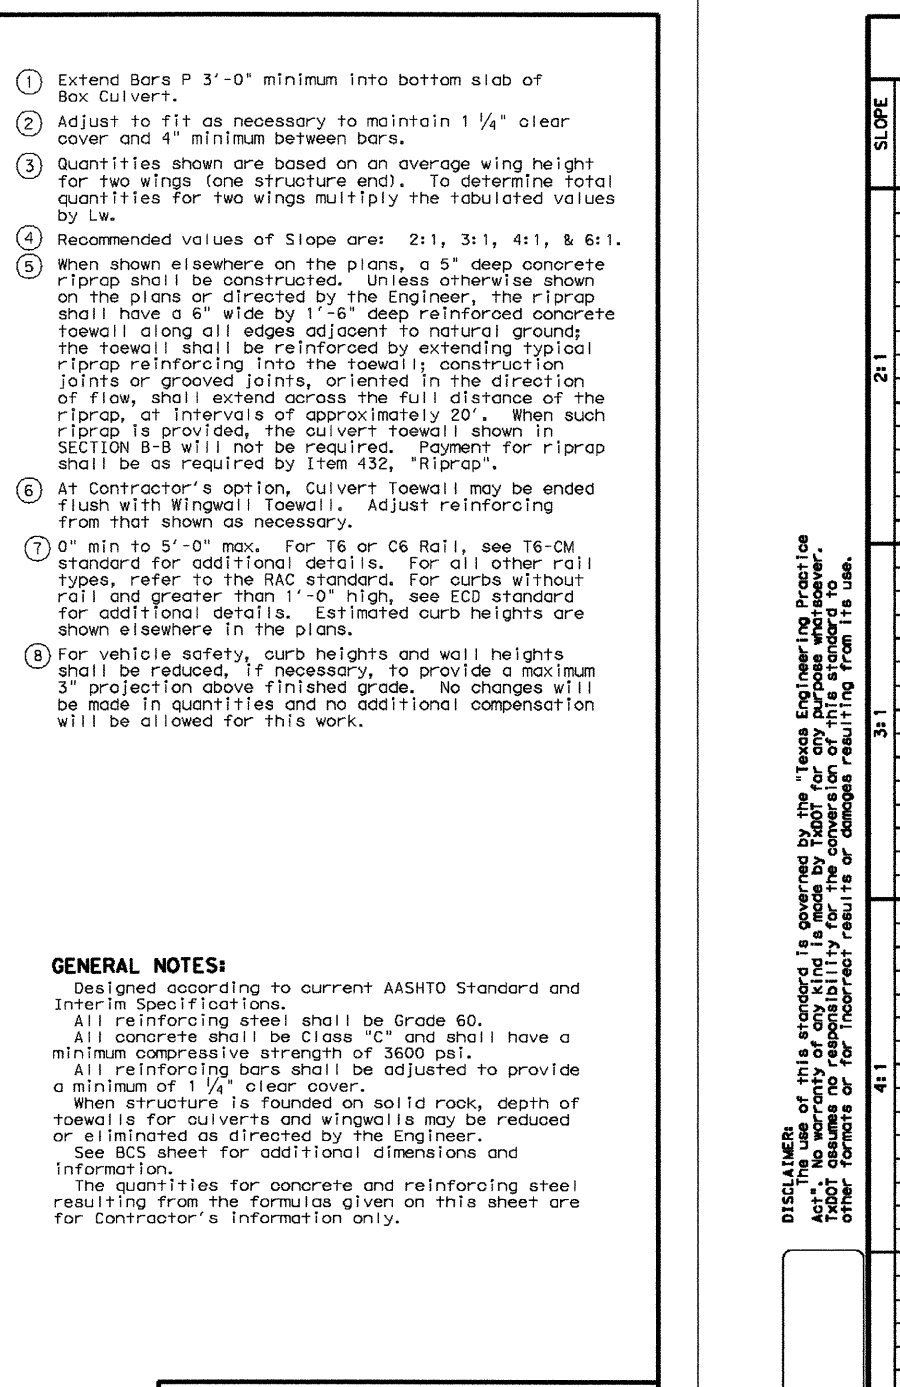 1 Extend Bars P 3'-0" minimum into bottom slab of
Box Culvert.
2 Adjust to fit as necessary to maintain 1 ¼" clear
cover and 4" minimum between bars.
3 Quantities shown are based on an average wing height
for two wings (one structure end). To determine total
quantities for two wings multiply the tabulated values
by Lw.
4 Recommended values of Slope are: 2:1, 3:1, 4:1, & 6:1.
5 When shown elsewhere on the plans, a 5" deep concrete
riprap shall be constructed. Unless otherwise shown
on the plans or directed by the Engineer, the riprap
shall have a 6" wide by 1'-6" deep reinforced concrete
toewall along all edges adjacent to natural ground;
the toewall shall be reinforced by extending typical
riprap reinforcing into the toewall; construction
joints or grooved joints, oriented in the direction
of flow, shall extend across the full distance of the
riprap, at intervals of approximately 20'. When such
riprap is provided, the culvert toewall shown in
SECTION B-B will not be required. Payment for riprap
shall be as required by Item 432, "Riprap".
6 At Contractor's option, Culvert Toewall may be ended
flush with Wingwall Toewall. Adjust reinforcing
from that shown as necessary.
7 0" min to 5'-0" max. For T6 or C6 Rail, see T6-CM
standard for additional details. For all other rail
types, refer to the RAC standard. For curbs without
rail and greater than 1'-0" high, see ECD standard
for additional details. Estimated curb heights are
shown elsewhere in the plans.
8 For vehicle safety, curb heights and wall heights
shall be reduced, if necessary, to provide a maximum
3" projection above finished grade. No changes will
be made in quantities and no additional compensation
will be allowed for this work.
GENERAL NOTES:
Designed according to current AASHTO Standard and
Interim Specifications.
All reinforcing steel shall be Grade 60.
All concrete shall be Class "C" and shall have a
minimum compressive strength of 3600 psi.
All reinforcing bars shall be adjusted to provide
a minimum of 1 ¼" clear cover.
When structure is founded on solid rock, depth of
toewalls for culverts and wingwalls may be reduced
or eliminated as directed by the Engineer.
See BCS sheet for additional dimensions and
information.
The quantities for concrete and reinforcing steel
resulting from the formulas given on this sheet are
for Contractor's information only.
DISCLAIMER:
The use of this standard is governed by the "Texas Engineering Practice
Act". No warranty of any kind is made by TxDOT for any purpose whatsoever.
TxDOT assumes no responsibility for the conversion of this standard to
other formats or for incorrect results or damages resulting from its use.
SLOPE
2:1
3:1
4:1